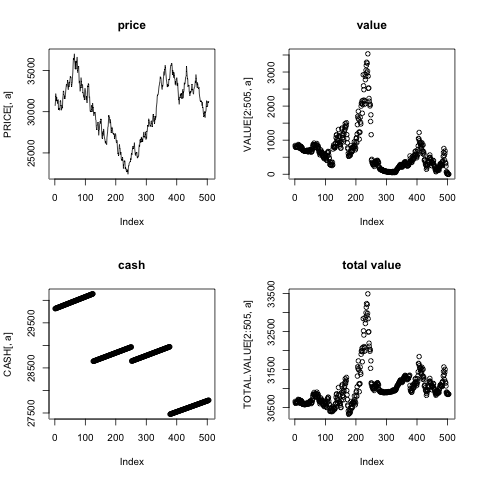 price
PRICE[, a]
25000 30000 35000
0 100 200 300 400 500
Index
value
VALUE[2:505, a]
0 1000 2000 3000
0 100 200 300 400 500
Index
cash
CASH[, a]
27500 28500 29500
0 100 200 300 400 500
Index
total value
TOTAL.VALUE[2:505, a]
30500 31500 32500 33500
0 100 200 300 400 500
Index